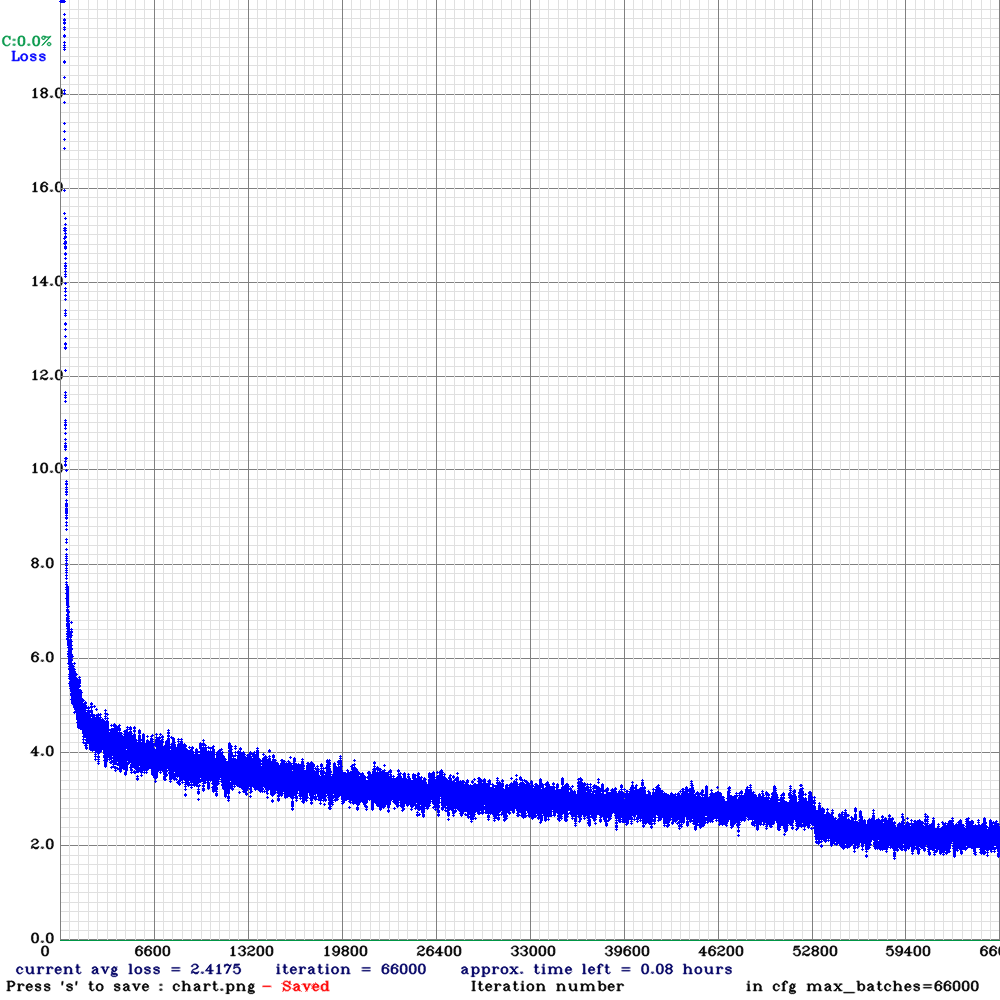 C:0.0%
Loss
18.0
16.0
14.0
12.0
10.0
8.0
6.0
4.0
2.0
0.0
0 6600 13200 19800 26400 33000 39600 46200 52800 59400 660
current avg loss = 2.4175 iteration = 66000 approx. time left = 0.08 hours
Press 's' to save : chart.png - Saved Iteration number in cfg max_batches=66000